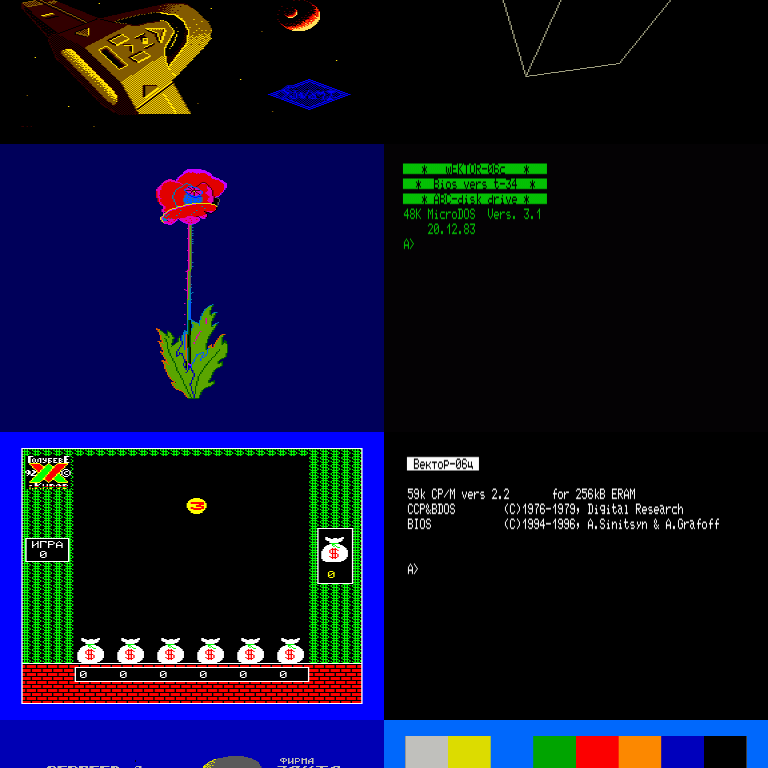 * wEKTOR-06c *
* Bios vers t-34 *
* ABC-disk drive *
48K MicroDOS Vers. 3.1
20.12.83
A>
ИГРА
0
$
0
$ $ $ $ $ $
0 0 0 0 0 0
ВектоР-06ц
59k CP/M vers 2.2 for 256kB ERAM
CCP&BDOS (C)1976-1979, Digital Research
BIOS (C)1994-1996, A.Sinitsyn & A.Grafoff
A>
ФИРМА